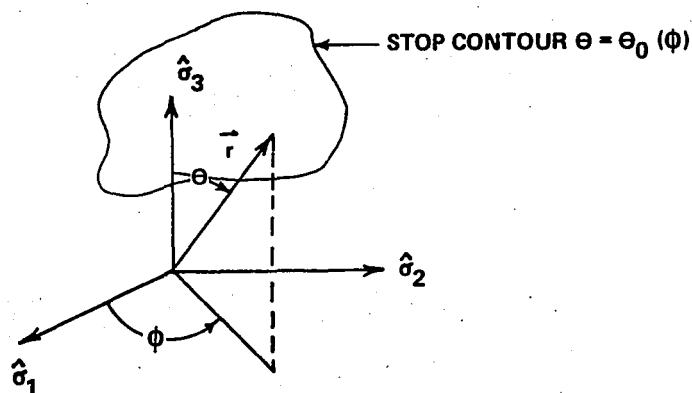 STOP CONTOUR Θ = Θ₀ (ϕ)
σ̂₃
r⃗
Θ
σ̂₂
ϕ
σ̂₁